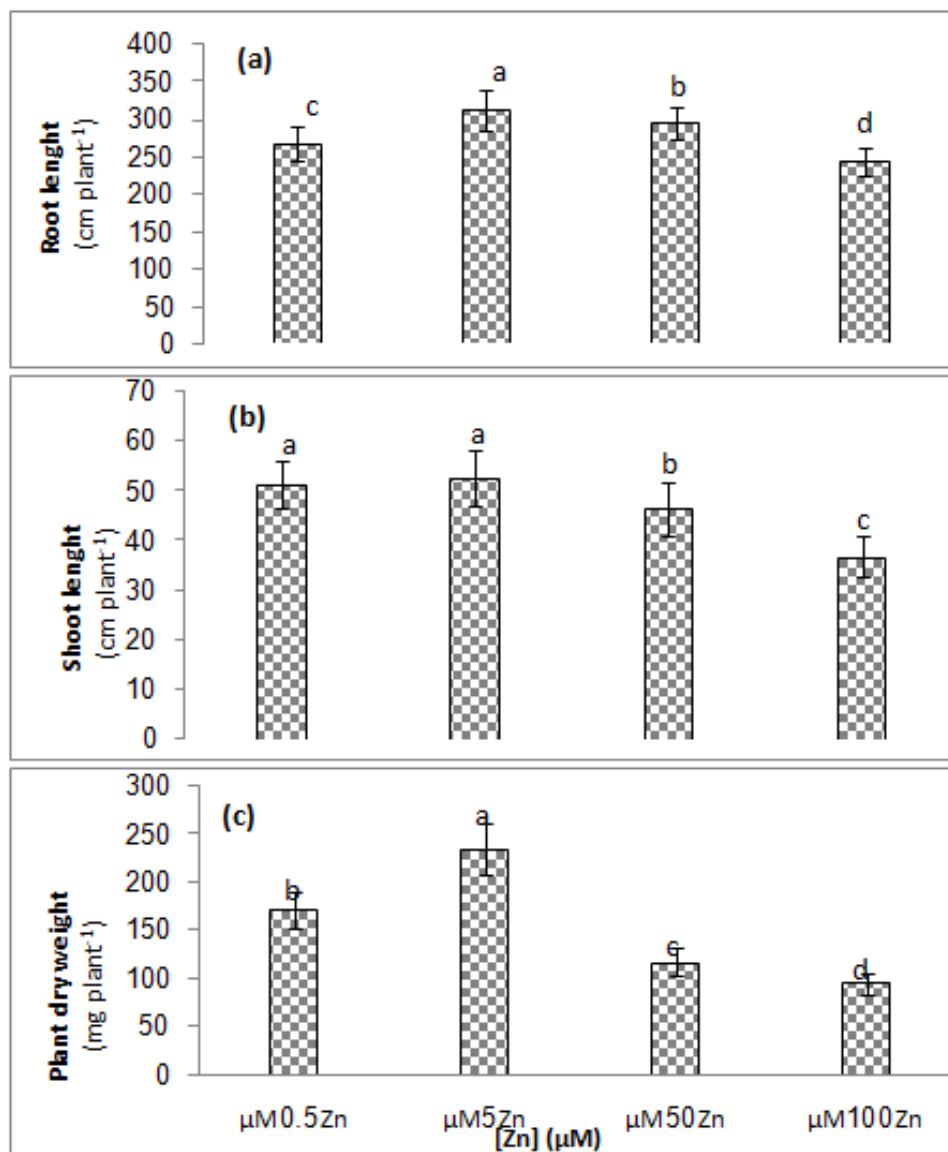 (a)
Root lenght
(cm plant⁻¹)
400
350
300
250
200
150
100
50
0
c
a
b
d
(b)
Shoot lenght
(cm plant⁻¹)
70
60
50
40
30
20
10
0
a
a
b
c
(c)
Plant dryweight
(mg plant⁻¹)
300
250
200
150
100
50
0
b
a
c
d
µM0.5Zn µM5Zn µM50Zn µM100Zn
[Zn] (µM)